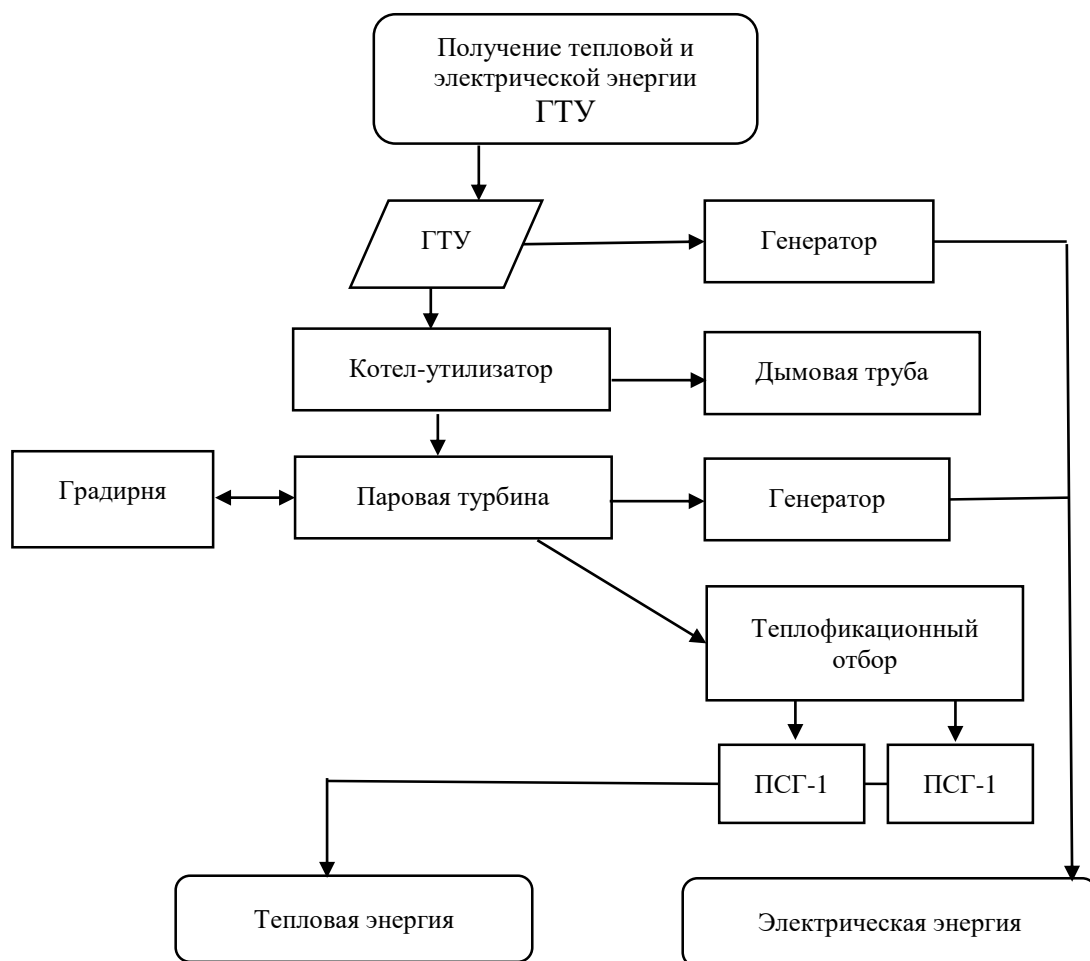 Получение тепловой и
электрической энергии
ГТУ
ГТУ
Генератор
Котел-утилизатор
Дымовая труба
Градирня
Паровая турбина
Генератор
Теплофикационный
отбор
ПСГ-1
ПСГ-1
Тепловая энергия
Электрическая энергия